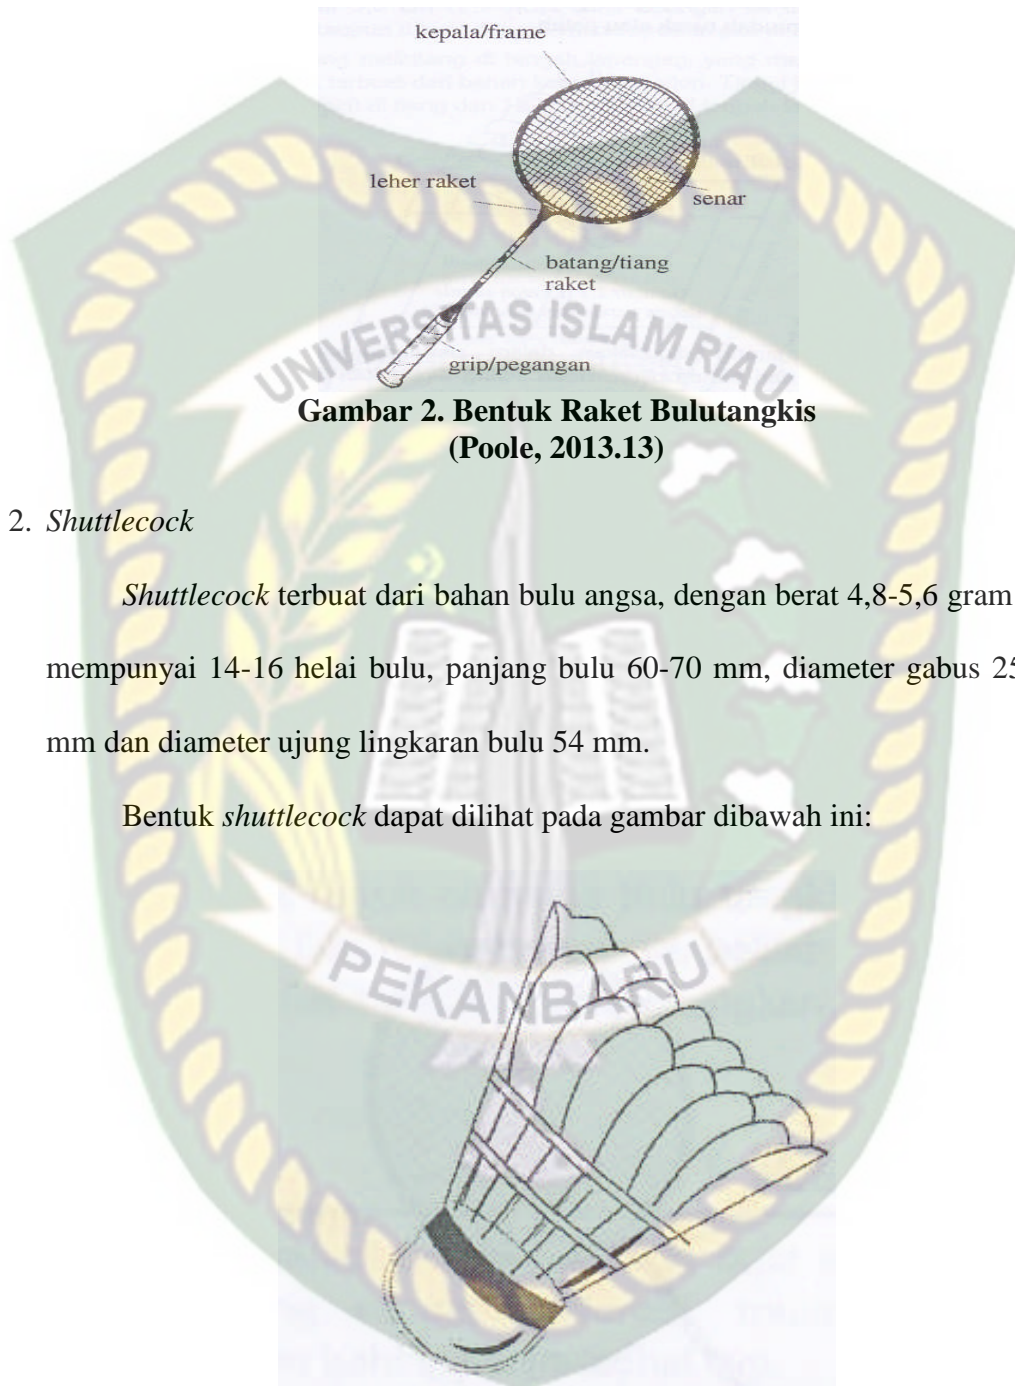 kepala/frame
leher raket
senar
batang/tiang
raket
grip/pegangan
UNIVERSITAS ISLAM RIAU
Gambar 2. Bentuk Raket Bulutangkis
(Poole, 2013.13)
2. Shuttlecock
Shuttlecock terbuat dari bahan bulu angsa, dengan berat 4,8-5,6 gram
mempunyai 14-16 helai bulu, panjang bulu 60-70 mm, diameter gabus 25
mm dan diameter ujung lingkaran bulu 54 mm.
Bentuk shuttlecock dapat dilihat pada gambar dibawah ini:
PEKANBARU